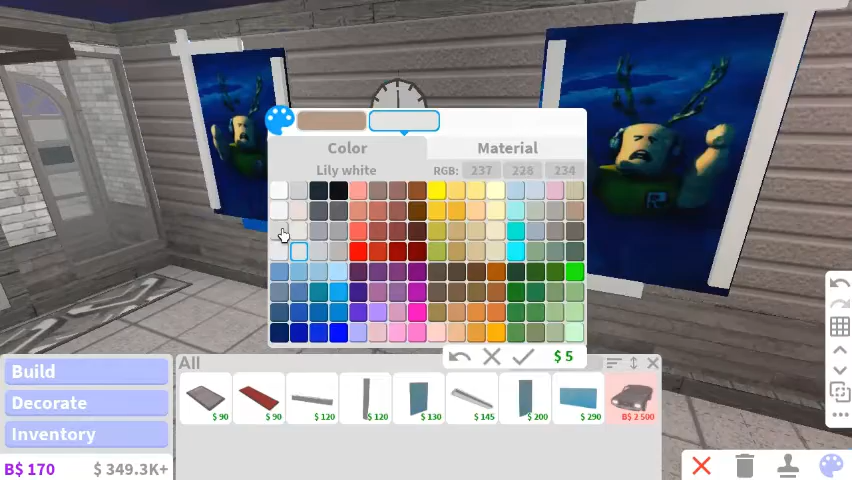 Color
Material
Lily white
RGB: 237 228 234
$ 5
All
Build
Decorate
Inventory
$ 90
$ 90
$ 120
$ 120
$ 130
$ 145
$ 200
$ 290
B$ 2 500
B$ 170
$ 349.3K+